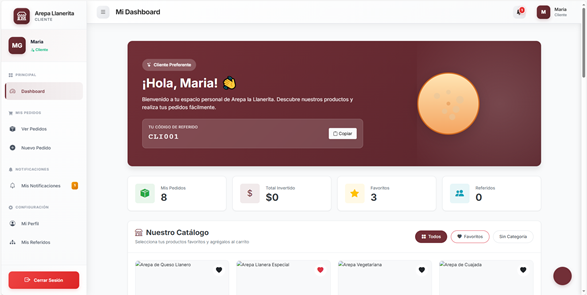 Arepa Llanerita
CLIENTE
Mi Dashboard
1
MG
Maria
Cliente
MG
Maria
Cliente
PRINCIPAL
Dashboard
MIS PEDIDOS
Ver Pedidos
Nuevo Pedido
NOTIFICACIONES
Mis Notificaciones
CONFIGURACIÓN
Mi Perfil
Mis Referidos
Cerrar Sesión
Cliente Preferente
¡Hola, Maria!
Bienvenido a tu espacio personal de Arepa la Llanerita. Descubre nuestros productos y
realiza tus pedidos fácilmente.
TU CÓDIGO DE REFERIDO
CLI001
Copiar
Mis Pedidos
8
Total Invertido
$0
Favoritos
3
Referidos
0
Nuestro Catálogo
Selecciona tus productos favoritos y agrégalos al carrito
Todos
Favoritos
Sin Categoría
Arepa de Queso Llanero
Arepa Llanera Especial
Arepa Vegetariana
Arepa de Cuajada